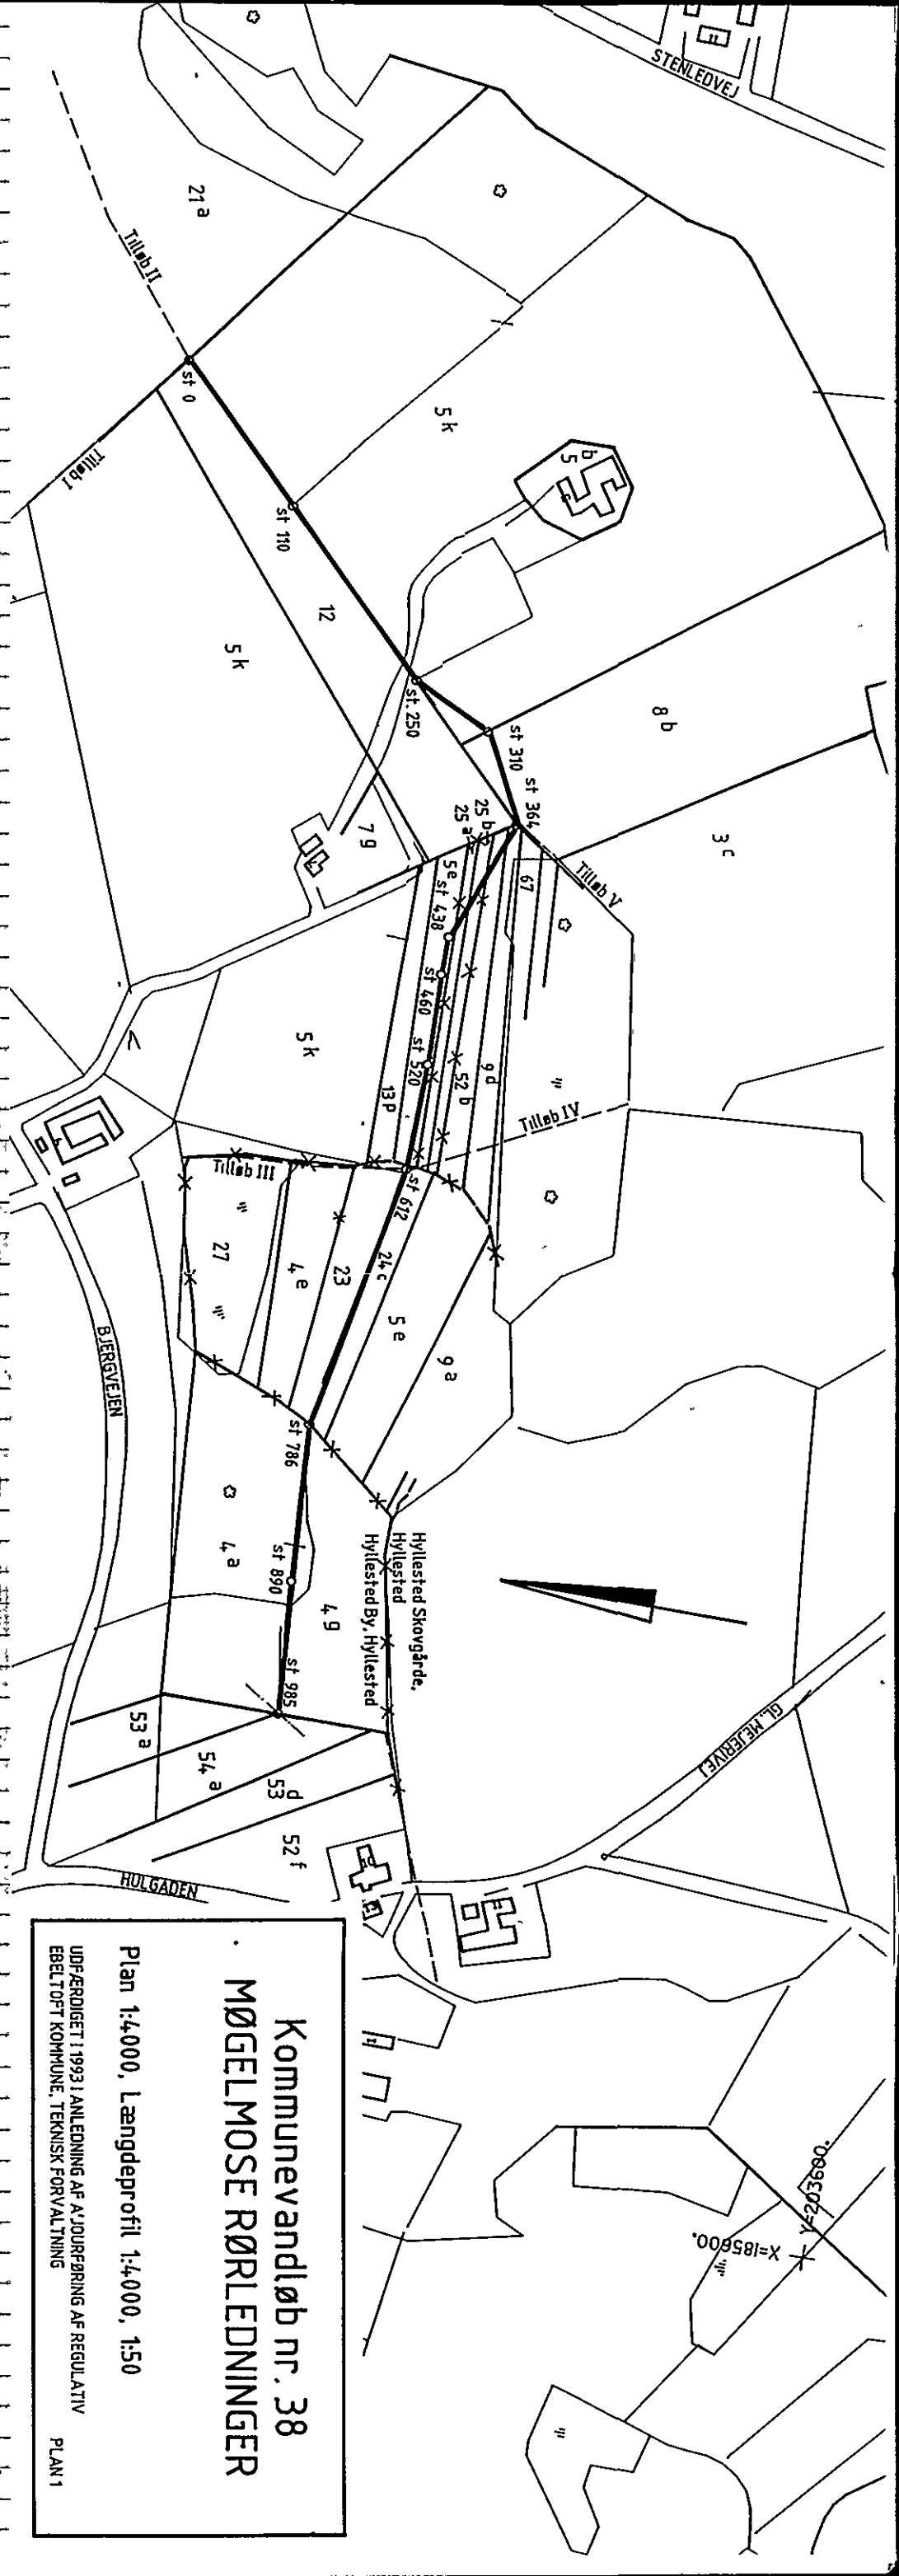 STENLEDVEJ
21 a
Tilløb II
st 0
Tilløb I
5 k
b
5
c
st 110
12
5 k
st. 250
8 b
st 310
st 364
3 c
25 b
25 a
7 g
67
Tilløb V
5 e
st 438
st 460
st 520
5 k
13 p
52 b
9 d
Tilløb IV
Tilløb III
st 612
27
4 e
23
24 c
5 e
9 a
BJERGVEJEN
st 786
4 a
st 890
4 g
Hyllested Skovgårde,
Hyllested
Hyllested By, Hyllested
st 985
53 a
54 a
53 d
52 f
GL. MEJERIVEJ
HULGADEN
Y=203600.
X=185600.
Kommunevandløb nr. 38
MØGELMOSE RØRLEDNINGER
Plan 1:4000, Længdeprofil 1:4000, 1:50
UDFÆRDIGET I 1993 I ANLEDNING AF A'JOURFØRING AF REGULATIV
EBELTOFT KOMMUNE, TEKNISK FORVALTNING
PLAN 1